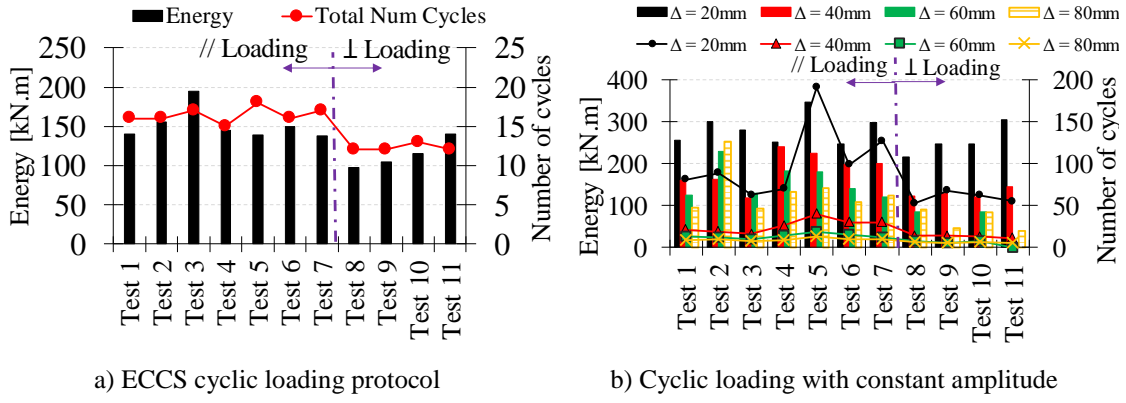 Energy Total Num Cycles
// Loading ⊥ Loading
Energy [kN.m]
250
200
150
100
50
0
25
20
15
10
5
0
Number of cycles
Test 1
Test 2
Test 3
Test 4
Test 5
Test 6
Test 7
Test 8
Test 9
Test 10
Test 11
a) ECCS cyclic loading protocol
Δ = 20mm Δ = 40mm Δ = 60mm Δ = 80mm
Δ = 20mm Δ = 40mm Δ = 60mm Δ = 80mm
// Loading ⊥ Loading
Energy [kN.m]
400
300
200
100
0
200
150
100
50
0
Number of cycles
Test 1
Test 2
Test 3
Test 4
Test 5
Test 6
Test 7
Test 8
Test 9
Test 10
Test 11
b) Cyclic loading with constant amplitude